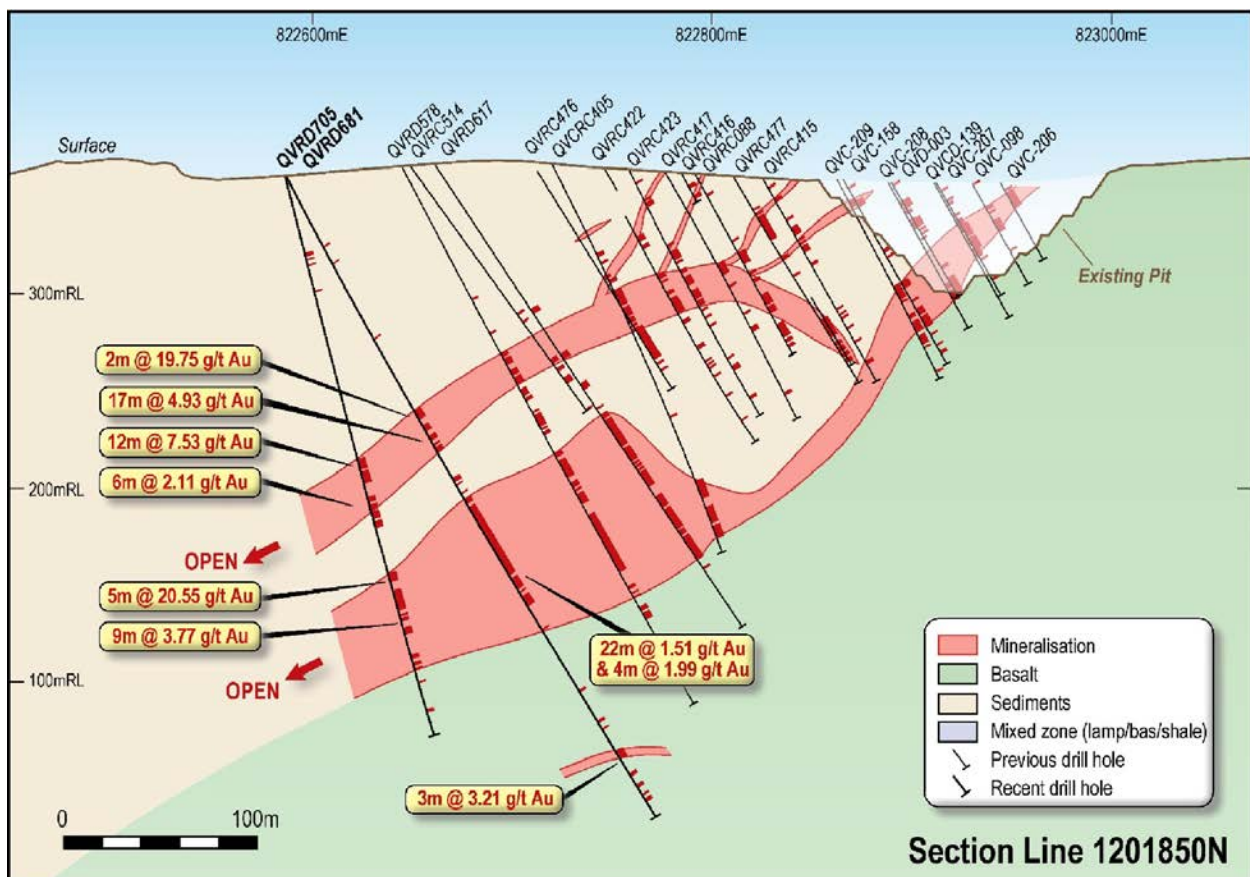 822600mE
822800mE
823000mE
Surface
QVRD705
QVRD681
QVRD578
QVRC514
QVRD617
QVRC476
QVCRC405
QVRC422
QVRC423
QVRC417
QVRC416
QVRC088
QVRC477
QVRC415
QVC-209
QVC-158
QVC-208
QVD-003
QVCD-139
QVC-207
QVC-098
QVC-206
Existing Pit
300mRL
2m @ 19.75 g/t Au
17m @ 4.93 g/t Au
12m @ 7.53 g/t Au
6m @ 2.11 g/t Au
200mRL
OPEN
5m @ 20.55 g/t Au
9m @ 3.77 g/t Au
22m @ 1.51 g/t Au
& 4m @ 1.99 g/t Au
OPEN
100mRL
3m @ 3.21 g/t Au
0 100m
Mineralisation
Basalt
Sediments
Mixed zone (lamp/bas/shale)
Previous drill hole
Recent drill hole
Section Line 1201850N